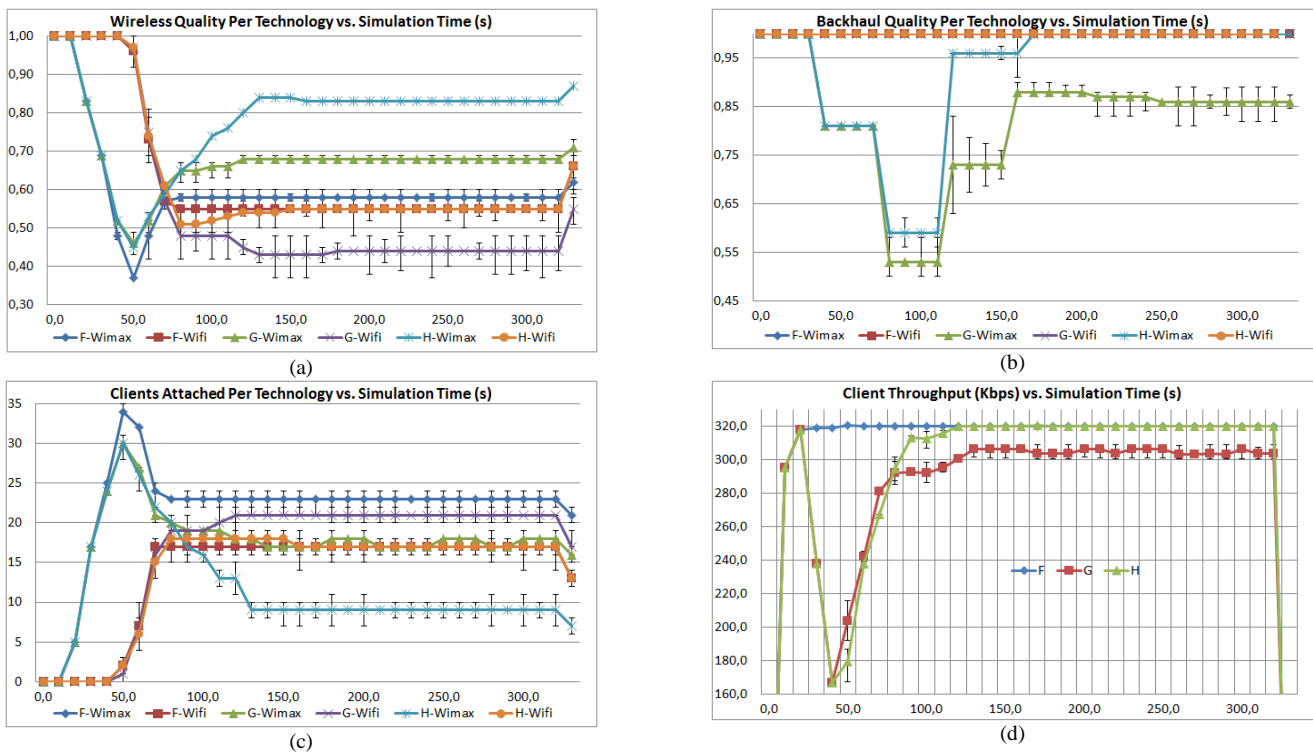 Wireless Quality Per Technology vs. Simulation Time (s)
1,00
0,90
0,80
0,70
0,60
0,50
0,40
0,30
0,0 50,0 100,0 150,0 200,0 250,0 300,0
F-Wimax F-Wifi G-Wimax G-Wifi H-Wimax H-Wifi
(a)
Backhaul Quality Per Technology vs. Simulation Time (s)
0,95
0,85
0,75
0,65
0,55
0,45
0,0 50,0 100,0 150,0 200,0 250,0 300,0
F-Wimax F-Wifi G-Wimax G-Wifi H-Wimax H-Wifi
(b)
Clients Attached Per Technology vs. Simulation Time (s)
35
30
25
20
15
10
5
0
0,0 50,0 100,0 150,0 200,0 250,0 300,0
F-Wimax F-Wifi G-Wimax G-Wifi H-Wimax H-Wifi
(c)
Client Throughput (Kbps) vs. Simulation Time (s)
320,0
300,0
280,0
260,0
240,0
F G H
220,0
200,0
180,0
160,0
0,0 50,0 100,0 150,0 200,0 250,0 300,0
(d)